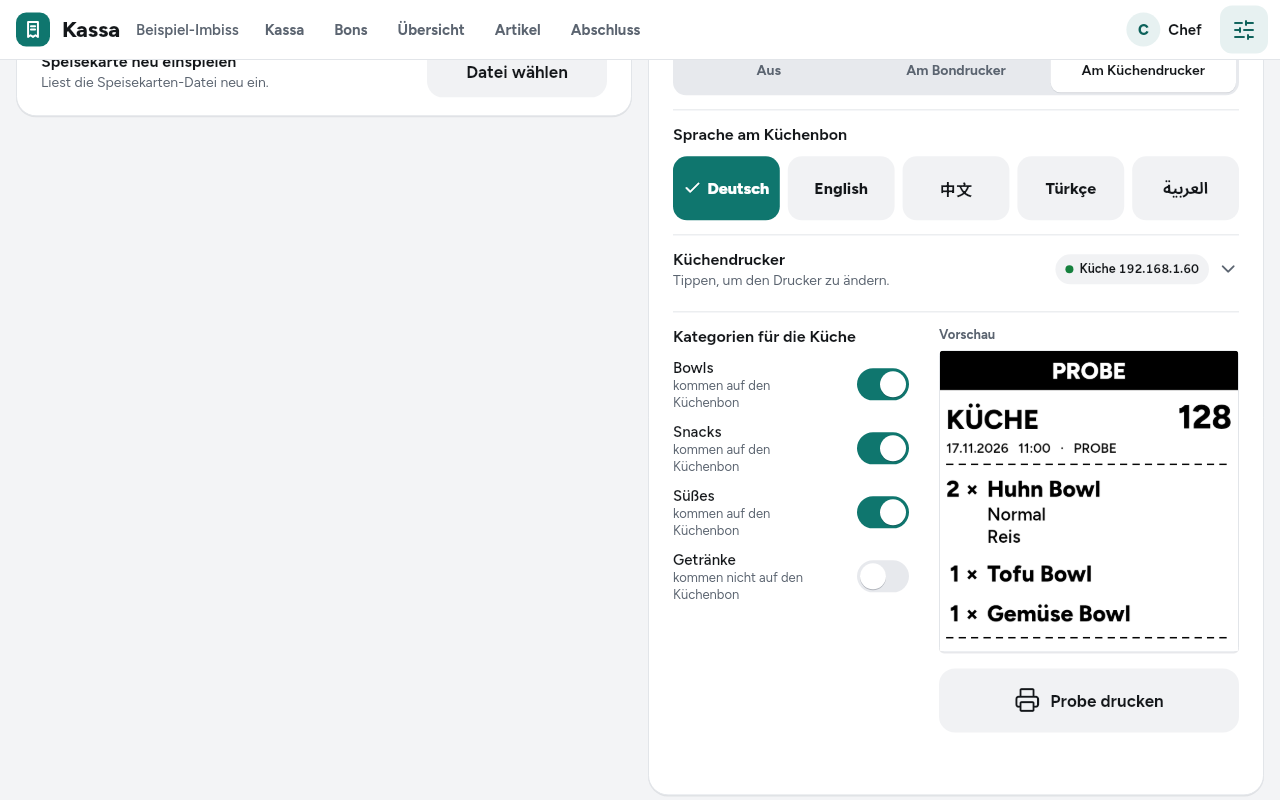 Kassa
Beispiel-Imbiss
Kassa
Bons
Übersicht
Artikel
Abschluss
C
Chef
Speisekarte neu einspielen
Liest die Speisekarten-Datei neu ein.
Datei wählen
Aus
Am Bondrucker
Am Küchendrucker
Sprache am Küchenbon
Deutsch
English
中文
Türkçe
العربية
Küchendrucker
Tippen, um den Drucker zu ändern.
Küche 192.168.1.60
Kategorien für die Küche
Bowls
kommen auf den
Küchenbon
Snacks
kommen auf den
Küchenbon
Süßes
kommen auf den
Küchenbon
Getränke
kommen nicht auf den
Küchenbon
Vorschau
PROBE
KÜCHE 128
17.11.2026 11:00 · PROBE
2 × Huhn Bowl
Normal
Reis
1 × Tofu Bowl
1 × Gemüse Bowl
Probe drucken